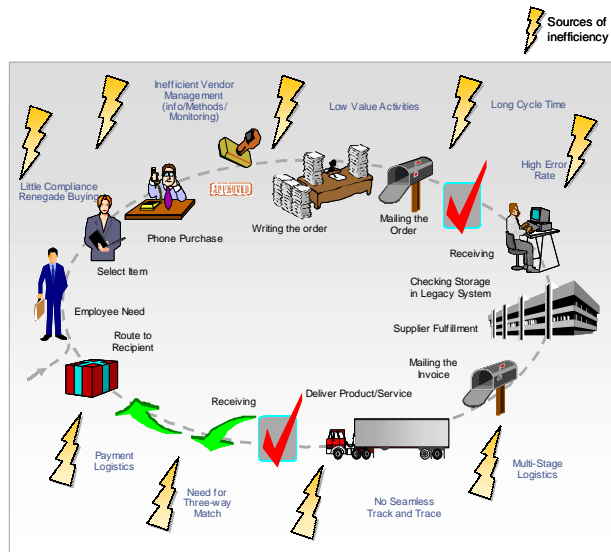 Sources of
inefficiency
Inefficient Vendor
Management
(info/Methods/
Monitoring)
Low Value Activities
Long Cycle Time
High Error
Rate
Little Compliance
Renegade Buying
APPROVED
Phone Purchase
Writing the order
Mailing the
Order
Receiving
Select Item
Checking Storage
in Legacy System
Employee Need
Supplier Fulfillment
Route to
Recipient
Mailing the
Invoice
Receiving
Deliver Product/Service
Payment
Logistics
Need for
Three-way
Match
No Seamless
Track and Trace
Multi-Stage
Logistics